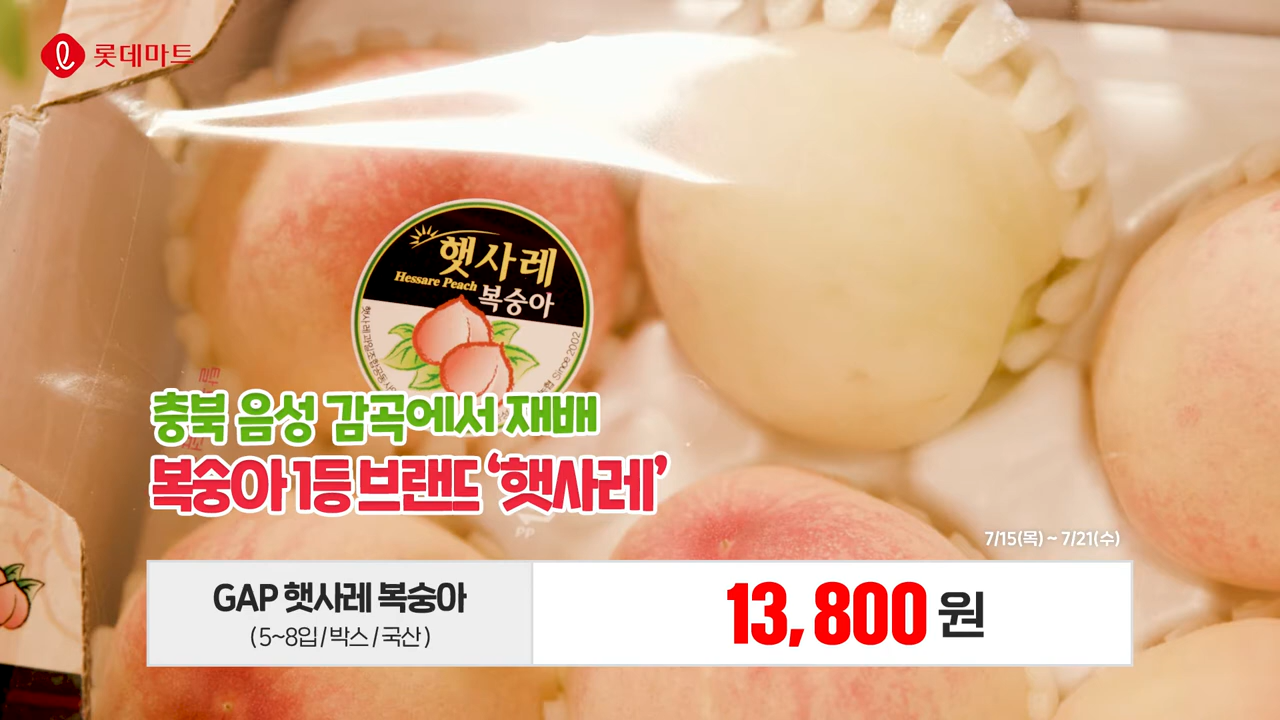 롯데마트
햇사레
Hessare Peach
복숭아
Since 2002
충북 음성 감곡에서 재배
복숭아 1등 브랜드 ‘햇사레’
PP
7/15(목) ~ 7/21(수)
GAP 햇사레 복숭아
13,800 원
( 5~8입 / 박스 / 국산 )